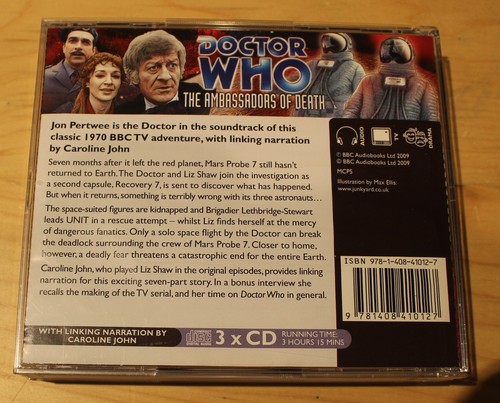 DOCTOR
WHO
THE AMBASSADORS OF DEATH
Jon Pertwee is the Doctor in the soundtrack of this
classic 1970 BBC TV adventure, with linking narration
by Caroline John
Seven months after it left the red planet, Mars Probe 7 still hasn't
returned to Earth. The Doctor and Liz Shaw join the investigation as
a second capsule, Recovery 7, is sent to discover what has happened.
But when it returns, something is terribly wrong with its three astronauts…
The space-suited figures are kidnapped and Brigadier Lethbridge-Stewart
leads UNIT in a rescue attempt – whilst Liz finds herself at the mercy
of dangerous fanatics. Only a solo space flight by the Doctor can break
the deadlock surrounding the crew of Mars Probe 7. Closer to home,
however, a deadly fear threatens a catastrophic end for the entire Earth.
Caroline John, who played Liz Shaw in the original episodes, provides linking
narration for this exciting seven-part story. In a bonus interview she
recalls the making of the TV serial, and her time on Doctor Who in general.
WITH LINKING NARRATION BY
CAROLINE JOHN
COMPACT
disc
DIGITAL AUDIO
3 x CD
RUNNING TIME:
3 HOURS 15 MINS
AUDIO
TV
DRAMA
℗ BBC Audiobooks Ltd 2009
© BBC Audiobooks Ltd 2009
MCPS
Illustration by Max Ellis:
www.junkyard.co.uk
ISBN 978-1-408-41012-7
9 781408 410127